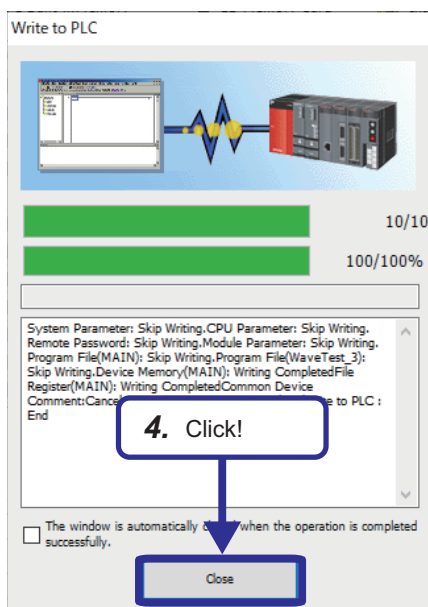 Write to PLC
10/10
100/100%
System Parameter: Skip Writing.CPU Parameter: Skip Writing.
Remote Password: Skip Writing.Module Parameter: Skip Writing.
Program File(MAIN): Skip Writing.Program File(WaveTest_3):
Skip Writing.Device Memory(MAIN): Writing CompletedFile
Register(MAIN): Writing CompletedCommon Device
Comment:Cancel to PLC :
End
4. Click!
The window is automatically when the operation is completed
successfully.
Close